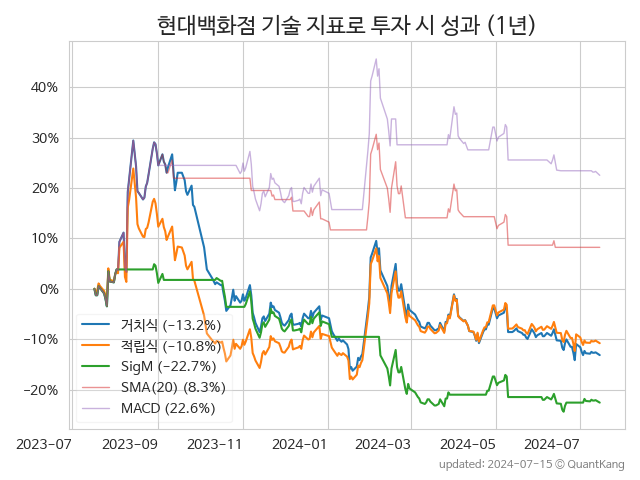 현대백화점 기술 지표로 투자 시 성과 (1년)
40%
30%
20%
10%
0%
−10%
−20%
거치식 (−13.2%)
적립식 (−10.8%)
SigM (−22.7%)
SMA(20) (8.3%)
MACD (22.6%)
2023-07
2023-09
2023-11
2024-01
2024-03
2024-05
2024-07
updated: 2024-07-15 © QuantKang